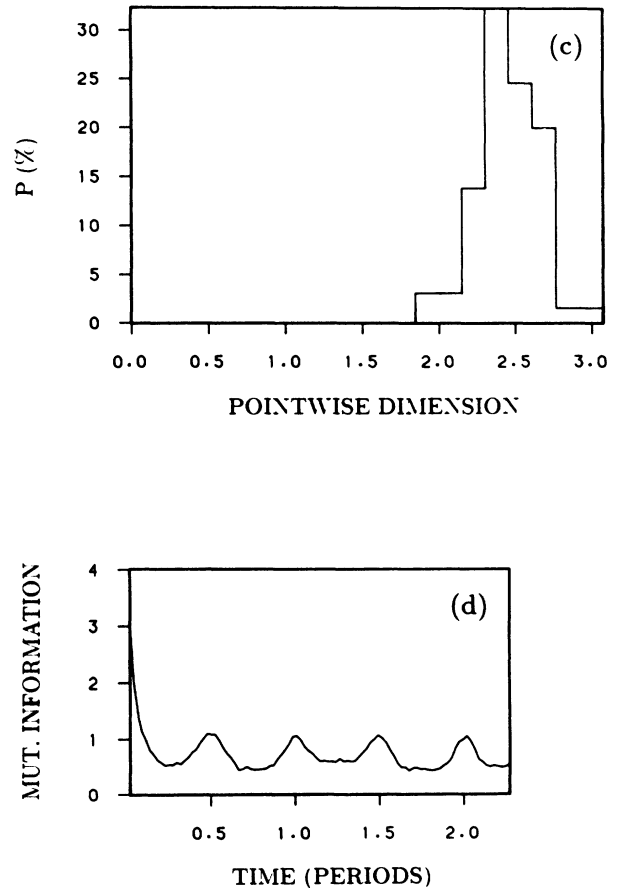 (c)
30
25
20
15
10
5
0
P (%)
0.0 0.5 1.0 1.5 2.0 2.5 3.0
POINTWISE DIMENSION
(d)
4
3
2
1
0
MUT. INFORMATION
0.5 1.0 1.5 2.0
TIME (PERIODS)